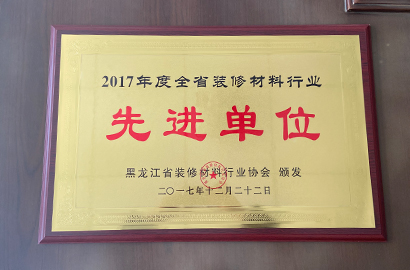 2017年度全省装修材料行业
先进单位
黑龙江省装修材料行业协会 颁发
二〇一七年十二月二十二日